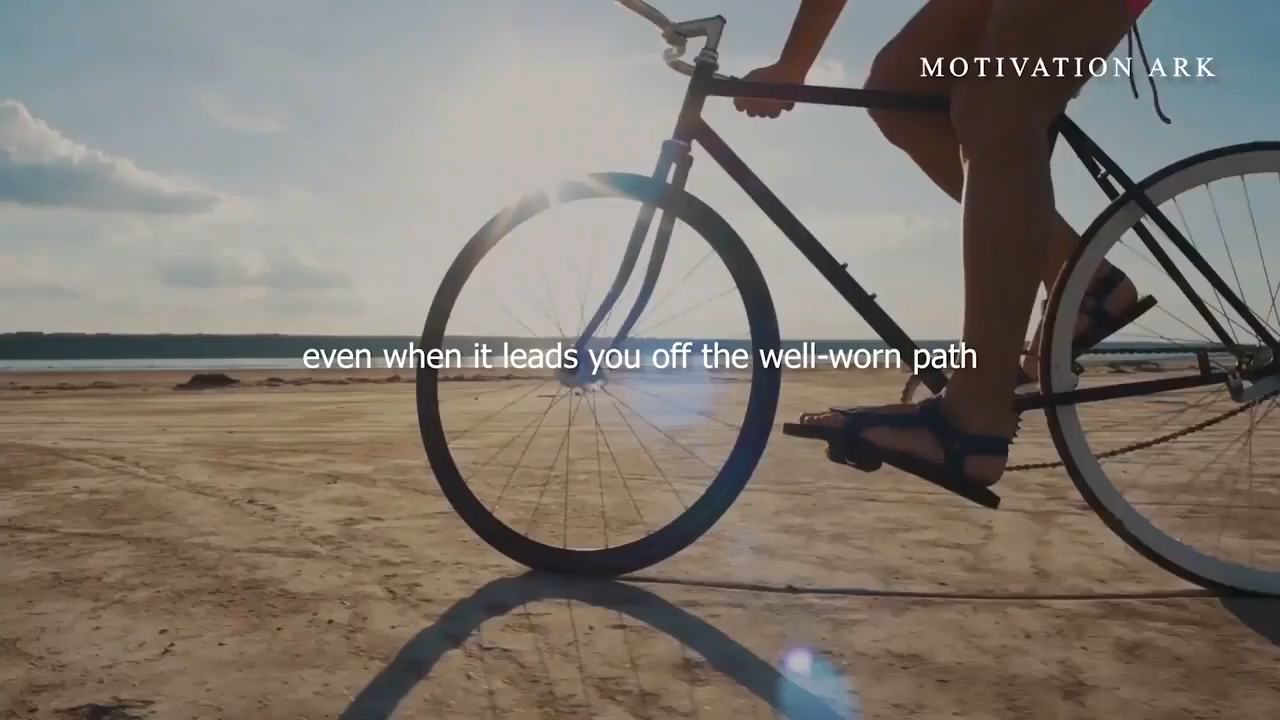 MOTIVATION ARK
even when it leads you off the well-worn path